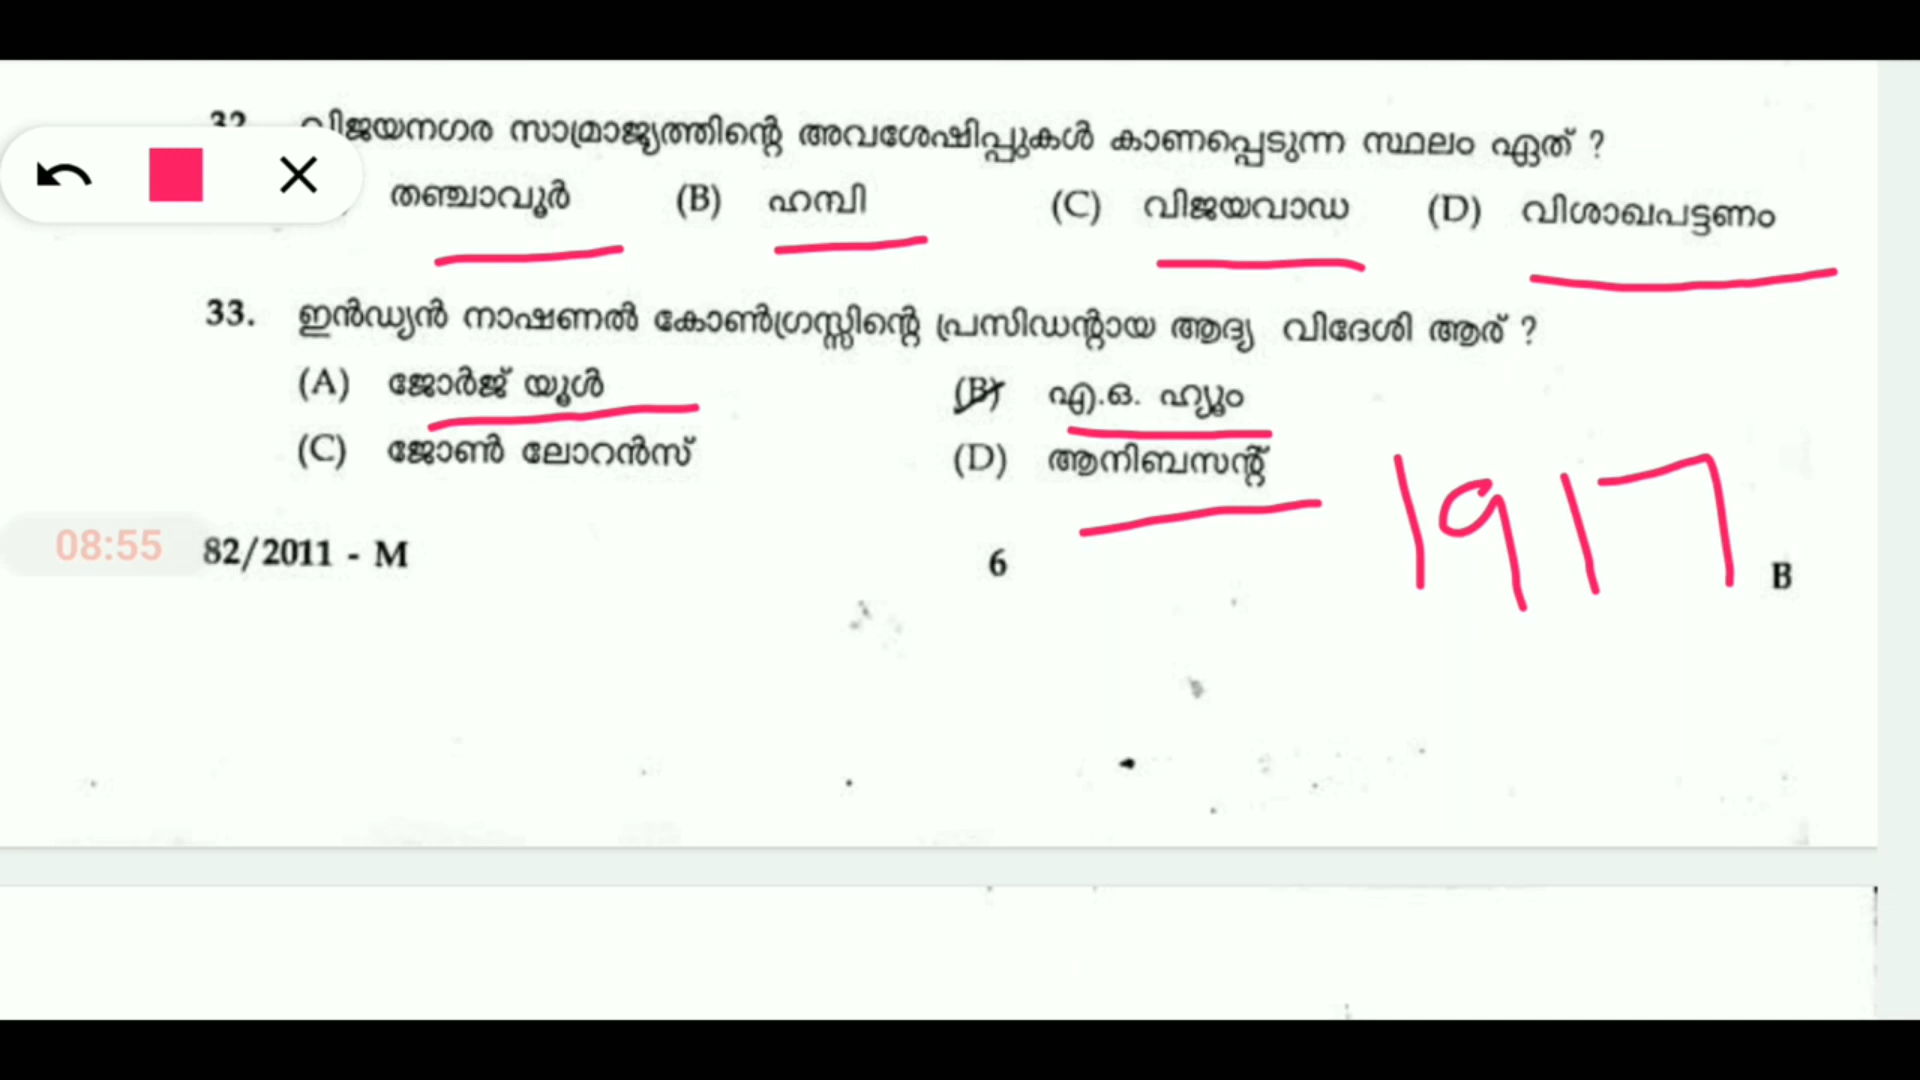 32. വിജയനഗര സാമ്രാജ്യത്തിന്റെ അവശേഷിപ്പുകൾ കാണപ്പെടുന്ന സ്ഥലം ഏത് ?
തഞ്ചാവൂർ (B) ഹമ്പി (C) വിജയവാഡ (D) വിശാഖപട്ടണം
33. ഇൻഡ്യൻ നാഷണൽ കോൺഗ്രസ്സിന്റെ പ്രസിഡന്റായ ആദ്യ വിദേശി ആര് ?
(A) ജോർജ് യൂൾ (B) എ.ഒ. ഹ്യൂം
(C) ജോൺ ലോറൻസ് (D) ആനിബസന്റ്
1917
08:55
82/2011 - M 6 B